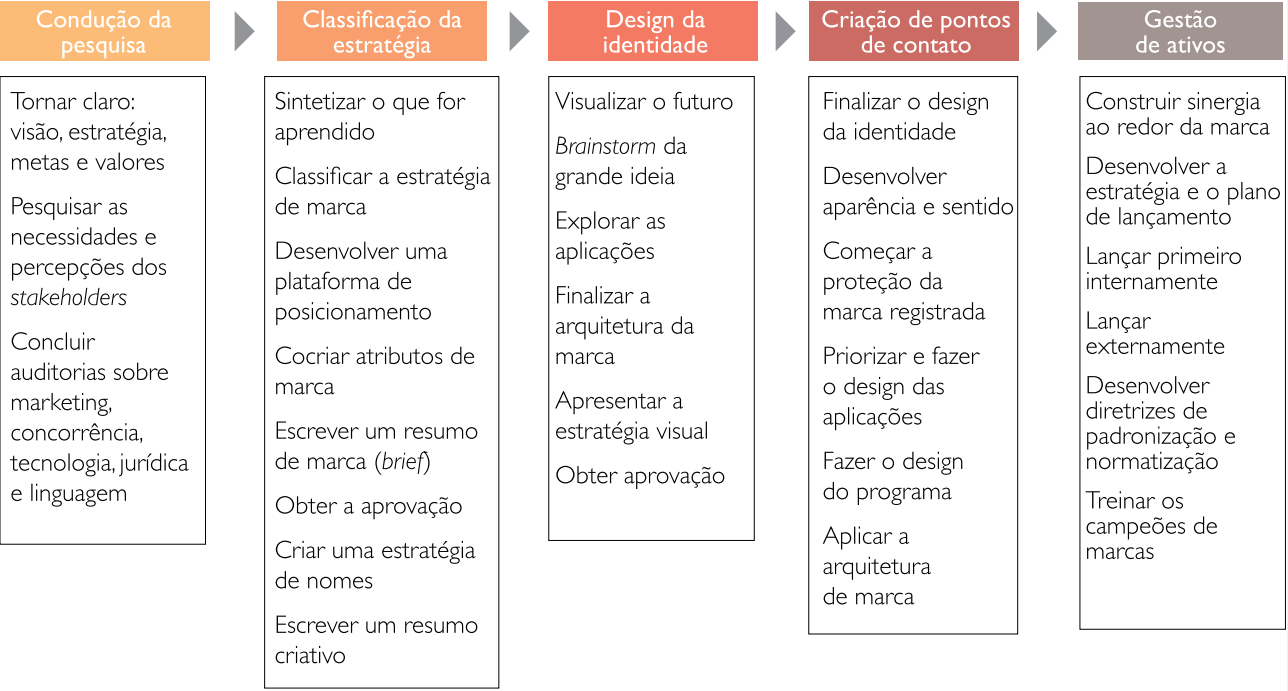 Condução da
pesquisa
Classificação da
estratégia
Design da
identidade
Criação de pontos
de contato
Gestão
de ativos
Tornar claro:
visão, estratégia,
metas e valores
Pesquisar as
necessidades e
percepções dos
stakeholders
Concluir
auditorias sobre
marketing,
concorrência,
tecnologia, jurídica
e linguagem
Sintetizar o que for
aprendido
Classificar a estratégia
de marca
Desenvolver uma
plataforma de
posicionamento
Cocriar atributos de
marca
Escrever um resumo
de marca (brief)
Obter a aprovação
Criar uma estratégia
de nomes
Escrever um resumo
criativo
Visualizar o futuro
Brainstorm da
grande ideia
Explorar as
aplicações
Finalizar a
arquitetura da
marca
Apresentar a
estratégia visual
Obter aprovação
Finalizar o design
da identidade
Desenvolver
aparência e sentido
Começar a
proteção da
marca registrada
Priorizar e fazer
o design das
aplicações
Fazer o design
do programa
Aplicar a
arquitetura
de marca
Construir sinergia
ao redor da marca
Desenvolver a
estratégia e o plano
de lançamento
Lançar primeiro
internamente
Lançar
externamente
Desenvolver
diretrizes de
padronização e
normatização
Treinar os
campeões de
marcas